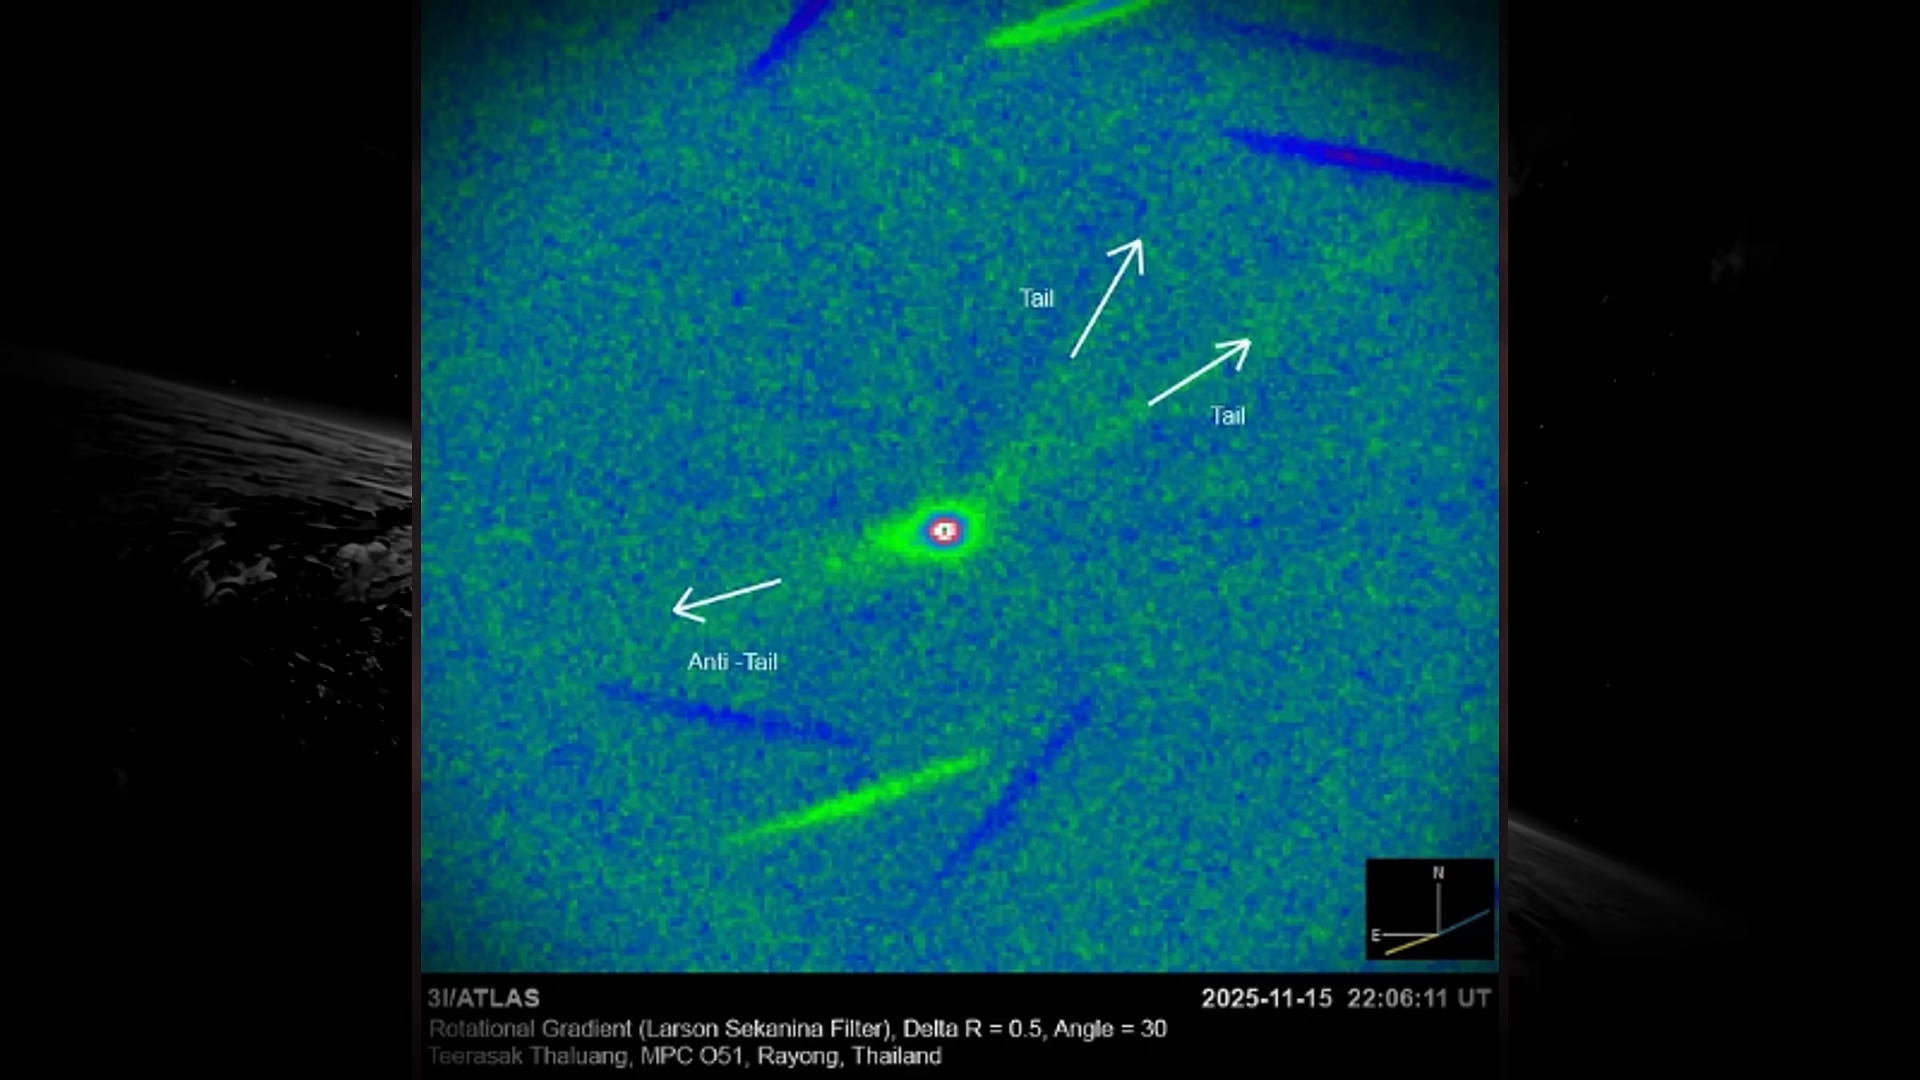 Tail
Tail
Anti -Tail
N
E
3I/ATLAS
2025-11-15 22:06:11 UT
Rotational Gradient (Larson Sekanina Filter), Delta R = 0.5, Angle = 30
Teerasak Thaluang, MPC O51, Rayong, Thailand